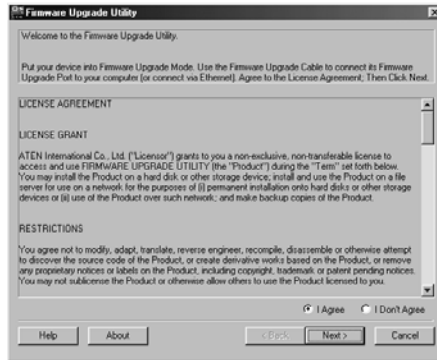 Firmware Upgrade Utility
Welcome to the Firmware Upgrade Utility.
Put your device into Firmware Upgrade Mode. Use the Firmware Upgrade Cable to connect its Firmware
Upgrade Port to your computer [or connect via Ethernet]. Agree to the License Agreement; Then Click Next.
LICENSE AGREEMENT
LICENSE GRANT
ATEN International Co., Ltd. ("Licensor") grants to you a non-exclusive, non-transferable license to
access and use FIRMWARE UPGRADE UTILITY (the "Product") during the "Term" set forth below.
You may install the Product on a hard disk or other storage device; install and use the Product on a file
server for use on a network for the purposes of (i) permanent installation onto hard disks or other storage
devices or (ii) use of the Product over such network; and make backup copies of the Product.
RESTRICTIONS
You agree not to modify, adapt, translate, reverse engineer, recompile, disassemble or otherwise attempt
to discover the source code of the Product, or create derivative works based on the Product, or remove
any proprietary notices or labels on the Product, including copyright, trademark or patent pending notices.
You may not sublicense the Product or otherwise allow others to use the Product licensed to you.
I Agree I Don't Agree
Help About < Back Next > Cancel